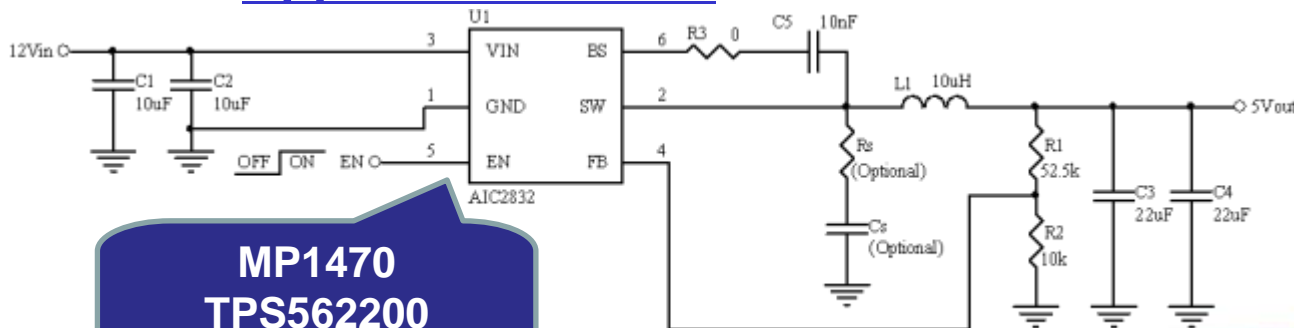 U1
C5 10nF
12Vin 3 VIN BS 6 R3 0
C1 10uF
C2 10uF
1 GND SW 2 L1 10uH 5Vout
OFF ON EN 5 EN FB 4
AIC2832
Rs
(Optional)
Cs
(Optional)
R1
52.5k
R2
10k
C3
22uF
C4
22uF
MP1470
TPS562200